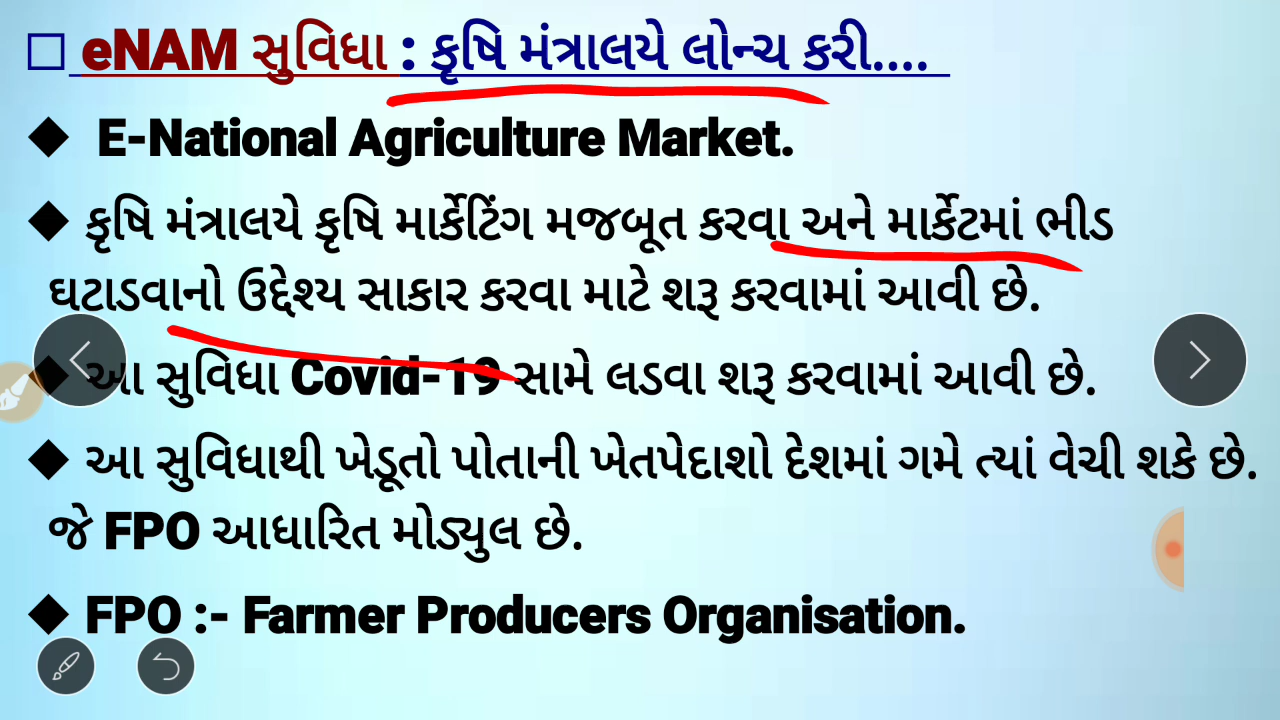 □ eNAM સુવિધા : કૃષિ મંત્રાલયે લોન્ચ કરી....
◆ E-National Agriculture Market.
◆ કૃષિ મંત્રાલયે કૃષિ માર્કેટિંગ મજબૂત કરવા અને માર્કેટમાં ભીડ
ઘટાડવાનો ઉદ્દેશ્ય સાકાર કરવા માટે શરૂ કરવામાં આવી છે.
◆ આ સુવિધા Covid-19 સામે લડવા શરૂ કરવામાં આવી છે.
◆ આ સુવિધાથી ખેડૂતો પોતાની ખેતપેદાશો દેશમાં ગમે ત્યાં વેચી શકે છે.
જે FPO આધારિત મોડ્યુલ છે.
◆ FPO :- Farmer Producers Organisation.